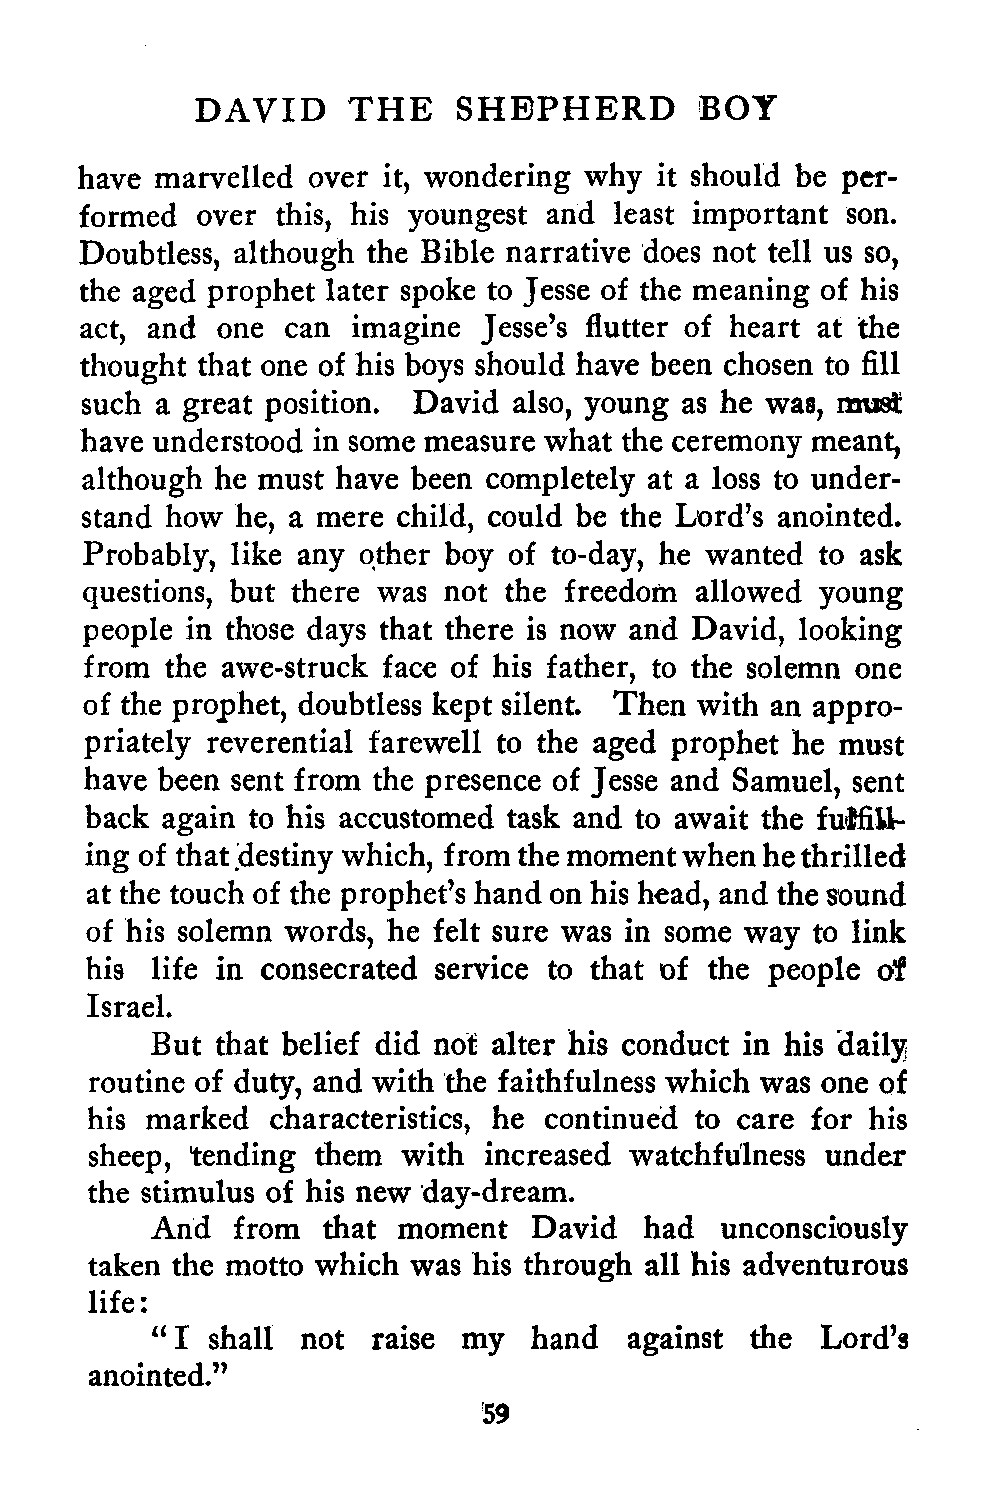 DAVID THE SHEPHERD BOY
have marvelled over it, wondering why it should be per-
formed over this, his youngest and least important son.
Doubtless, although the Bible narrative does not tell us so,
the aged prophet later spoke to Jesse of the meaning of his
act, and one can imagine Jesse's flutter of heart at the
thought that one of his boys should have been chosen to fill
such a great position. David also, young as he was, must
have understood in some measure what the ceremony meant,
although he must have been completely at a loss to under-
stand how he, a mere child, could be the Lord's anointed.
Probably, like any other boy of to-day, he wanted to ask
questions, but there was not the freedom allowed young
people in those days that there is now and David, looking
from the awe-struck face of his father, to the solemn one
of the prophet, doubtless kept silent. Then with an appro-
priately reverential farewell to the aged prophet he must
have been sent from the presence of Jesse and Samuel, sent
back again to his accustomed task and to await the fulfill-
ing of that destiny which, from the moment when he thrilled
at the touch of the prophet's hand on his head, and the sound
of his solemn words, he felt sure was in some way to link
his life in consecrated service to that of the people of
Israel.
But that belief did not alter his conduct in his daily
routine of duty, and with the faithfulness which was one of
his marked characteristics, he continued to care for his
sheep, tending them with increased watchfulness under
the stimulus of his new day-dream.
And from that moment David had unconsciously
taken the motto which was his through all his adventurous
life:
"I shall not raise my hand against the Lord's
anointed."
59